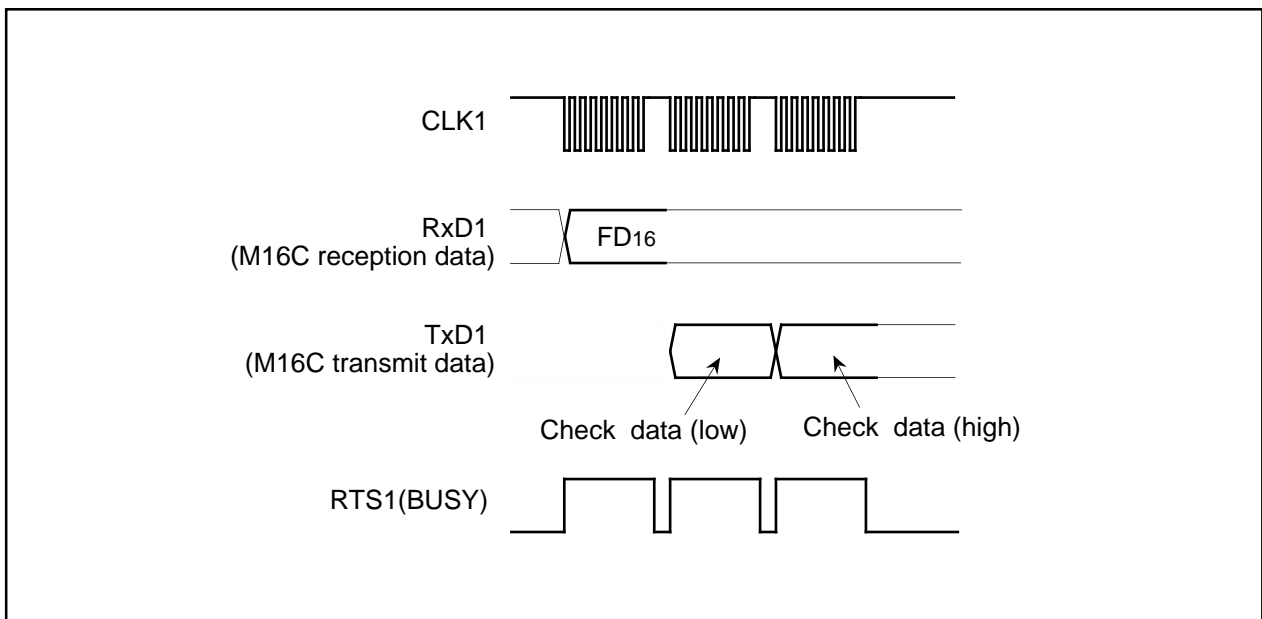 CLK1
RxD1
(M16C reception data)
FD16
TxD1
(M16C transmit data)
Check data (low)
Check data (high)
RTS1(BUSY)